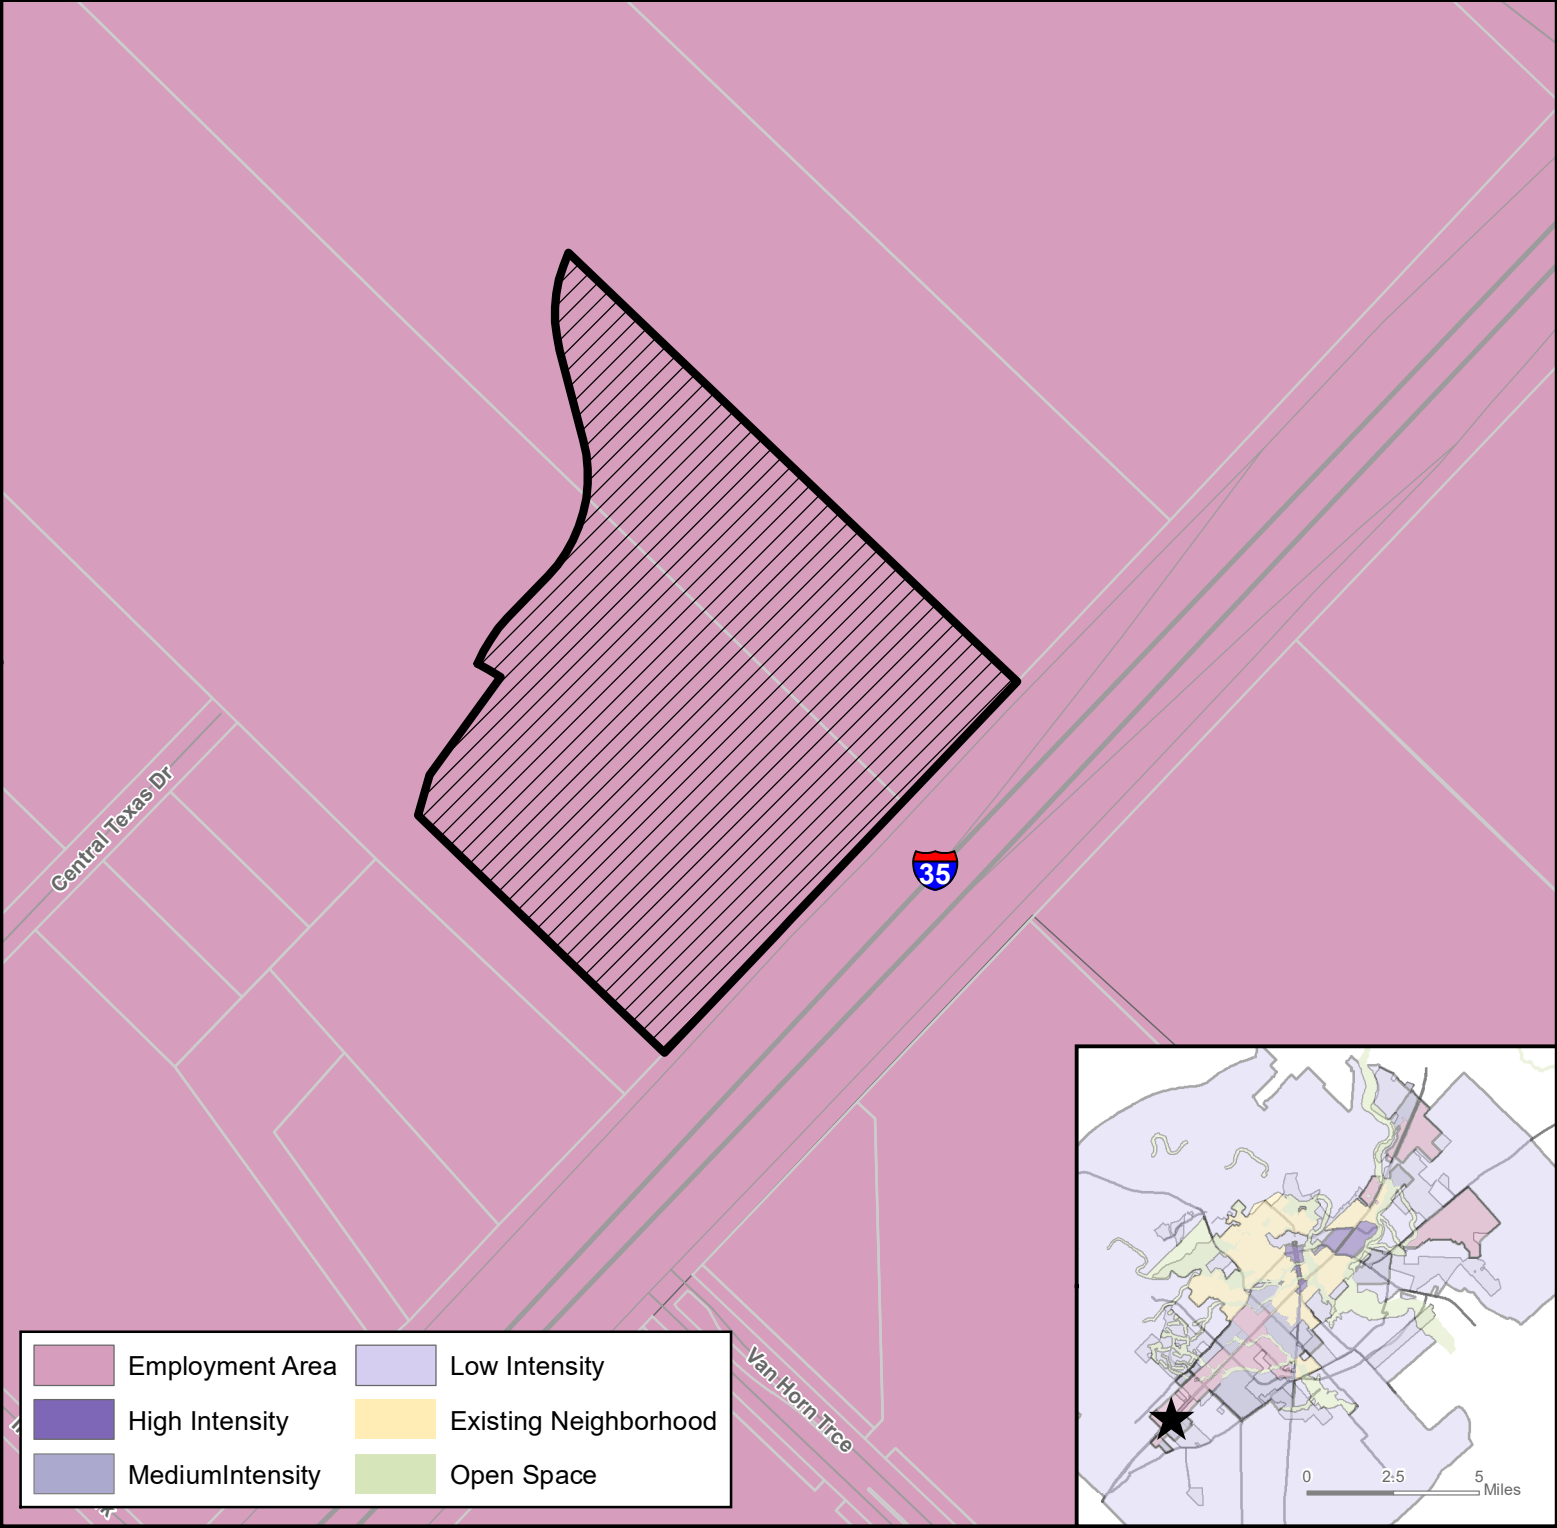 Central Texas Dr
35
Van Horn Trce
Employment Area
High Intensity
MediumIntensity
Low Intensity
Existing Neighborhood
Open Space
0 2.5 5
Miles